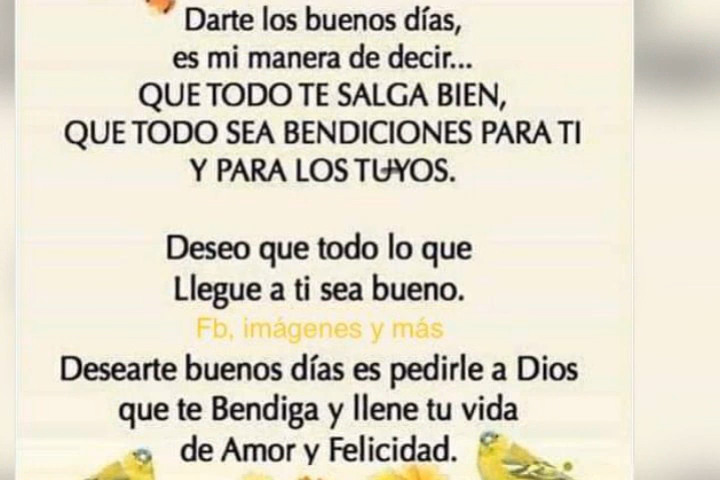 Darte los buenos días,
es mi manera de decir...
QUE TODO TE SALGA BIEN,
QUE TODO SEA BENDICIONES PARA TI
Y PARA LOS TUYOS.
Deseo que todo lo que
Llegue a ti sea bueno.
Fb, imágenes y más
Desearte buenos días es pedirle a Dios
que te Bendiga y llene tu vida
de Amor y Felicidad.